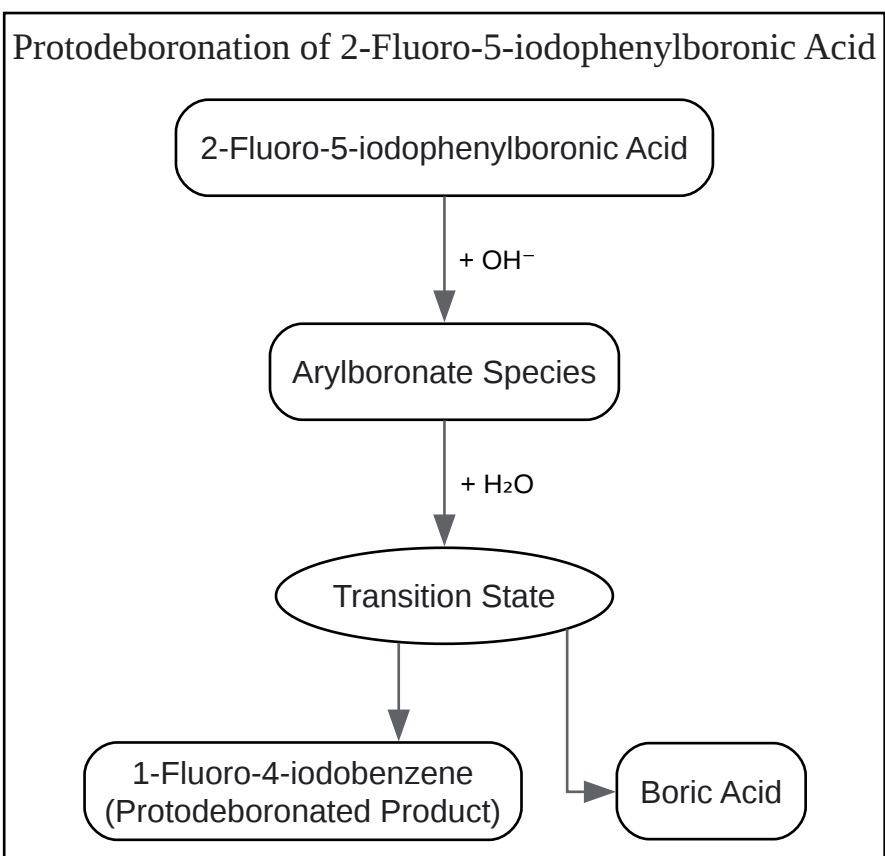 Protodeboronation of 2-Fluoro-5-iodophenylboronic Acid
2-Fluoro-5-iodophenylboronic Acid
+ OH⁻
Arylboronate Species
+ H₂O
Transition State
1-Fluoro-4-iodobenzene
(Protodeboronated Product)
Boric Acid